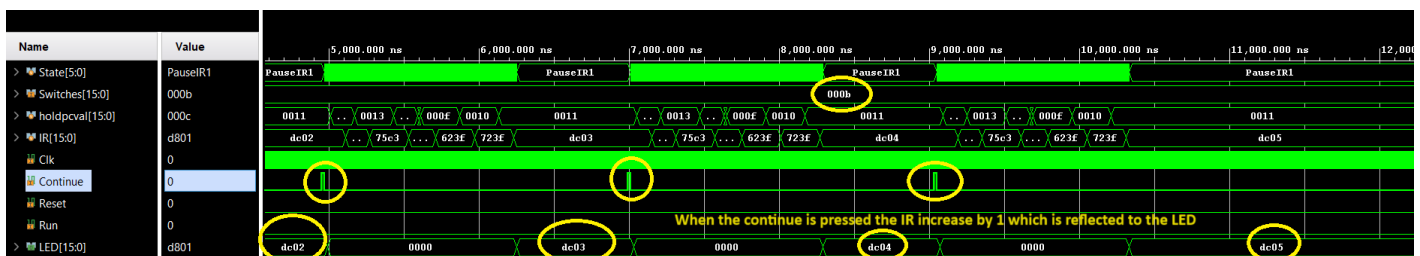 Name Value
5,000.000 ns 6,000.000 ns 7,000.000 ns 8,000.000 ns 9,000.000 ns 10,000.000 ns 11,000.000 ns 12,000
State[5:0] PauseIR1 PauseIR1 PauseIR1 PauseIR1 PauseIR1
Switches[15:0] 000b 000b
holdpcval[15:0] 000c 0011 .. 0013 .. 000f 0010 0011 .. 0013 .. 000f 0010 0011 .. 0013 .. 000f 0010 0011
IR[15:0] d801 dc02 .. 75c3 ... 623f 723f dc03 .. 75c3 ... 623f 723f dc04 .. 75c3 ... 623f 723f dc05
Clk 0
Continue 0
Reset 0
Run 0
When the continue is pressed the IR increase by 1 which is reflected to the LED
LED[15:0] d801 dc02 0000 dc03 0000 dc04 0000 dc05